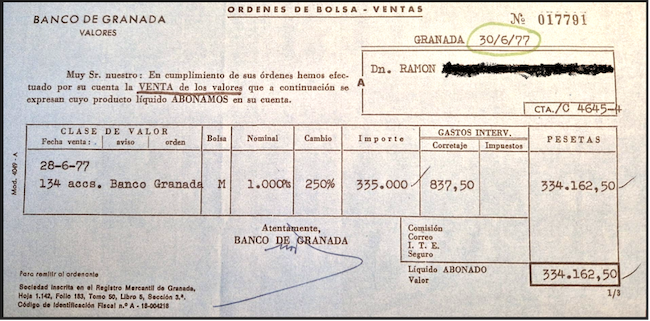 ORDENES DE BOLSA - VENTAS
BANCO DE GRANADA
VALORES
Nº 017791
GRANADA 30/6/77
Muy Sr. nuestro: En cumplimiento de sus órdenes hemos efec-
tuado por su cuenta la VENTA de los valores que a continuación se
expresan cuyo producto líquido ABONAMOS en su cuenta.
A
Dn. RAMON
CTA./C 4645-4
CLASE DE VALOR
Fecha venta: aviso orden
Bolsa
Nominal
Cambio
Importe
GASTOS INTERV.
Corretaje Impuestos
PESETAS
28-6-77
134 accs. Banco Granada M 1.000Pts 250% 335.000 837,50 334.162,50
Atentamente,
BANCO DE GRANADA
Comisión
Correo
I. T. E.
Seguro
Líquido ABONADO 334.162,50
Valor
1/3
Para remitir al ordenante
Sociedad inscrita en el Registro Mercantil de Granada,
Hoja 1.142, Folio 183, Tomo 50, Libro 5, Sección 3.ª.
Código de Identificación Fiscal n.º A - 18-004218
Mod. 4049 - A